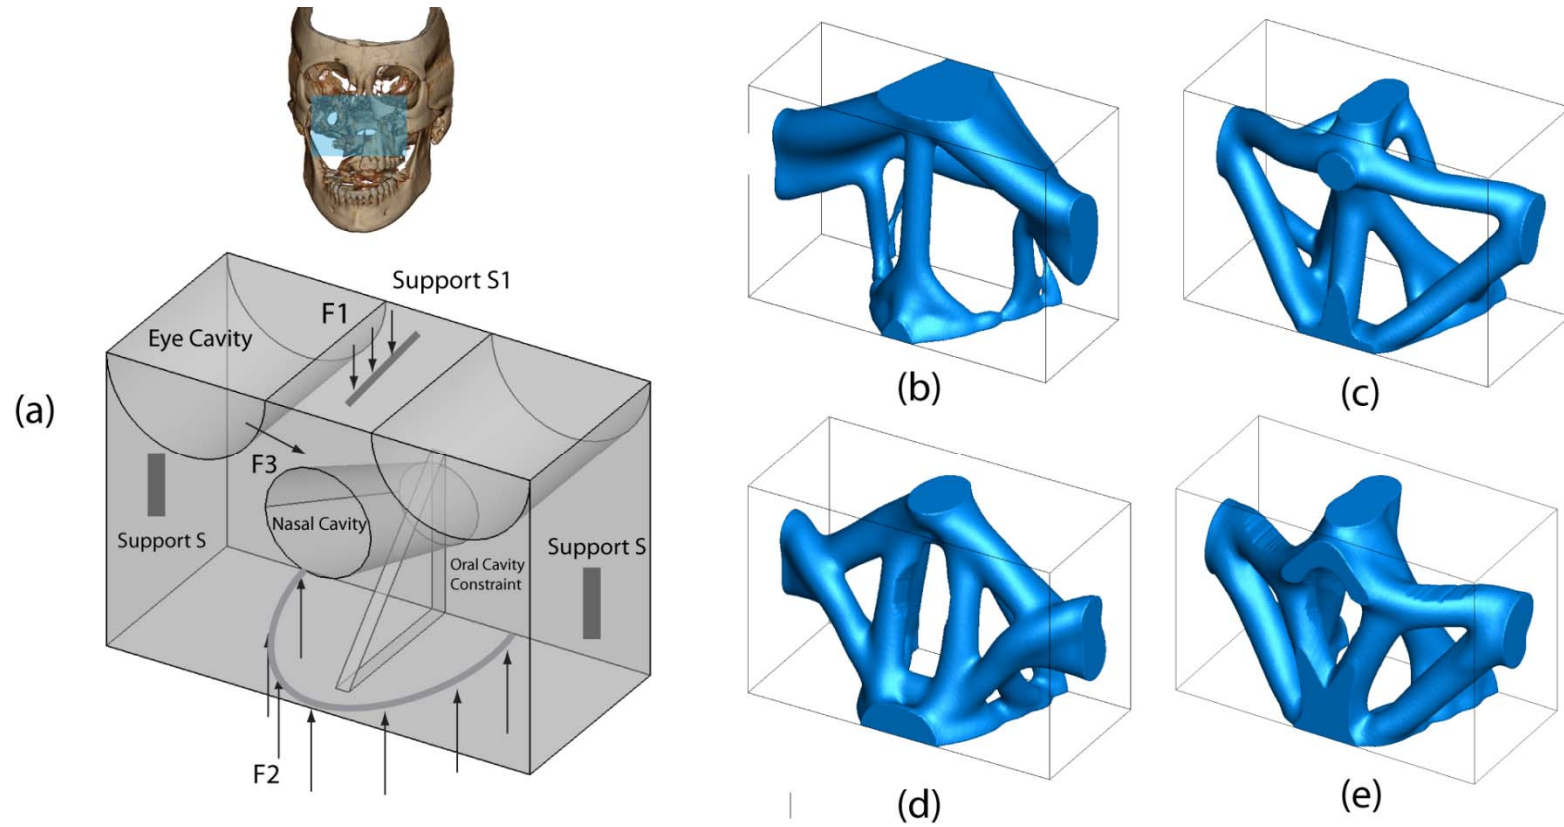 Support S1
F1
Eye Cavity
(a)
F3
Nasal Cavity
Support S
Oral Cavity
Constraint
Support S
F2
(b)
(c)
(d)
(e)